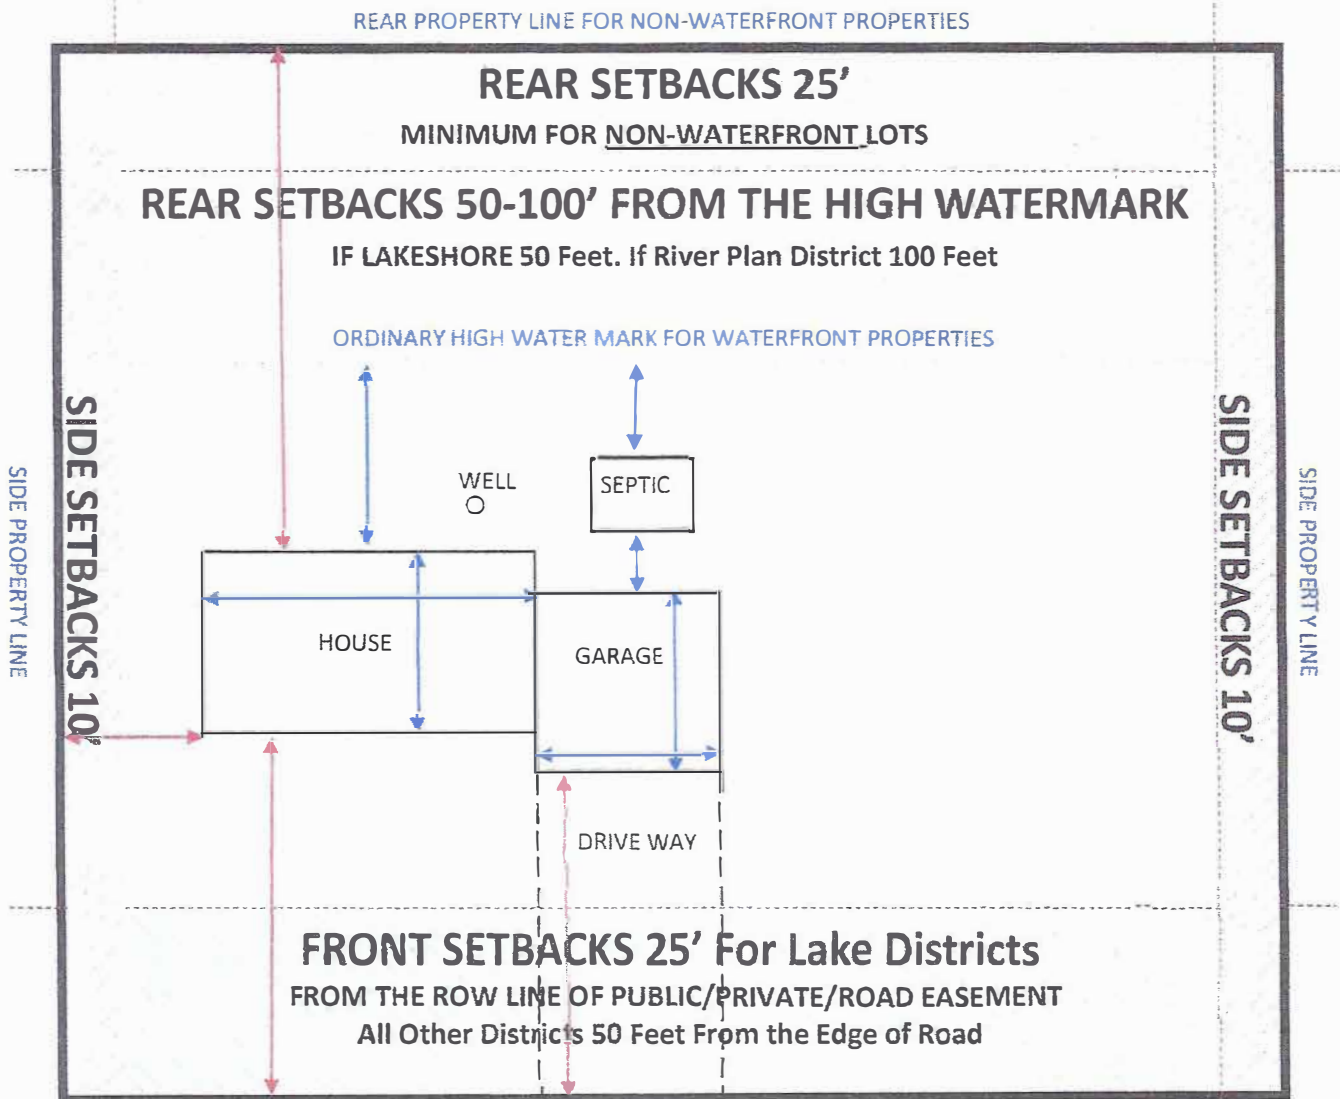 REAR PROPERTY LINE FOR NON-WATERFRONT PROPERTIES
REAR SETBACKS 25'
MINIMUM FOR NON-WATERFRONT LOTS
REAR SETBACKS 50-100' FROM THE HIGH WATERMARK
IF LAKESHORE 50 Feet. If River Plan District 100 Feet
ORDINARY HIGH WATER MARK FOR WATERFRONT PROPERTIES
SIDE PROPERTY LINE
SIDE SETBACKS 10'
WELL
SEPTIC
SIDE SETBACKS 10'
SIDE PROPERTY LINE
HOUSE
GARAGE
DRIVE WAY
FRONT SETBACKS 25' For Lake Districts
FROM THE ROW LINE OF PUBLIC/PRIVATE/ROAD EASEMENT
All Other Districts 50 Feet From the Edge of Road